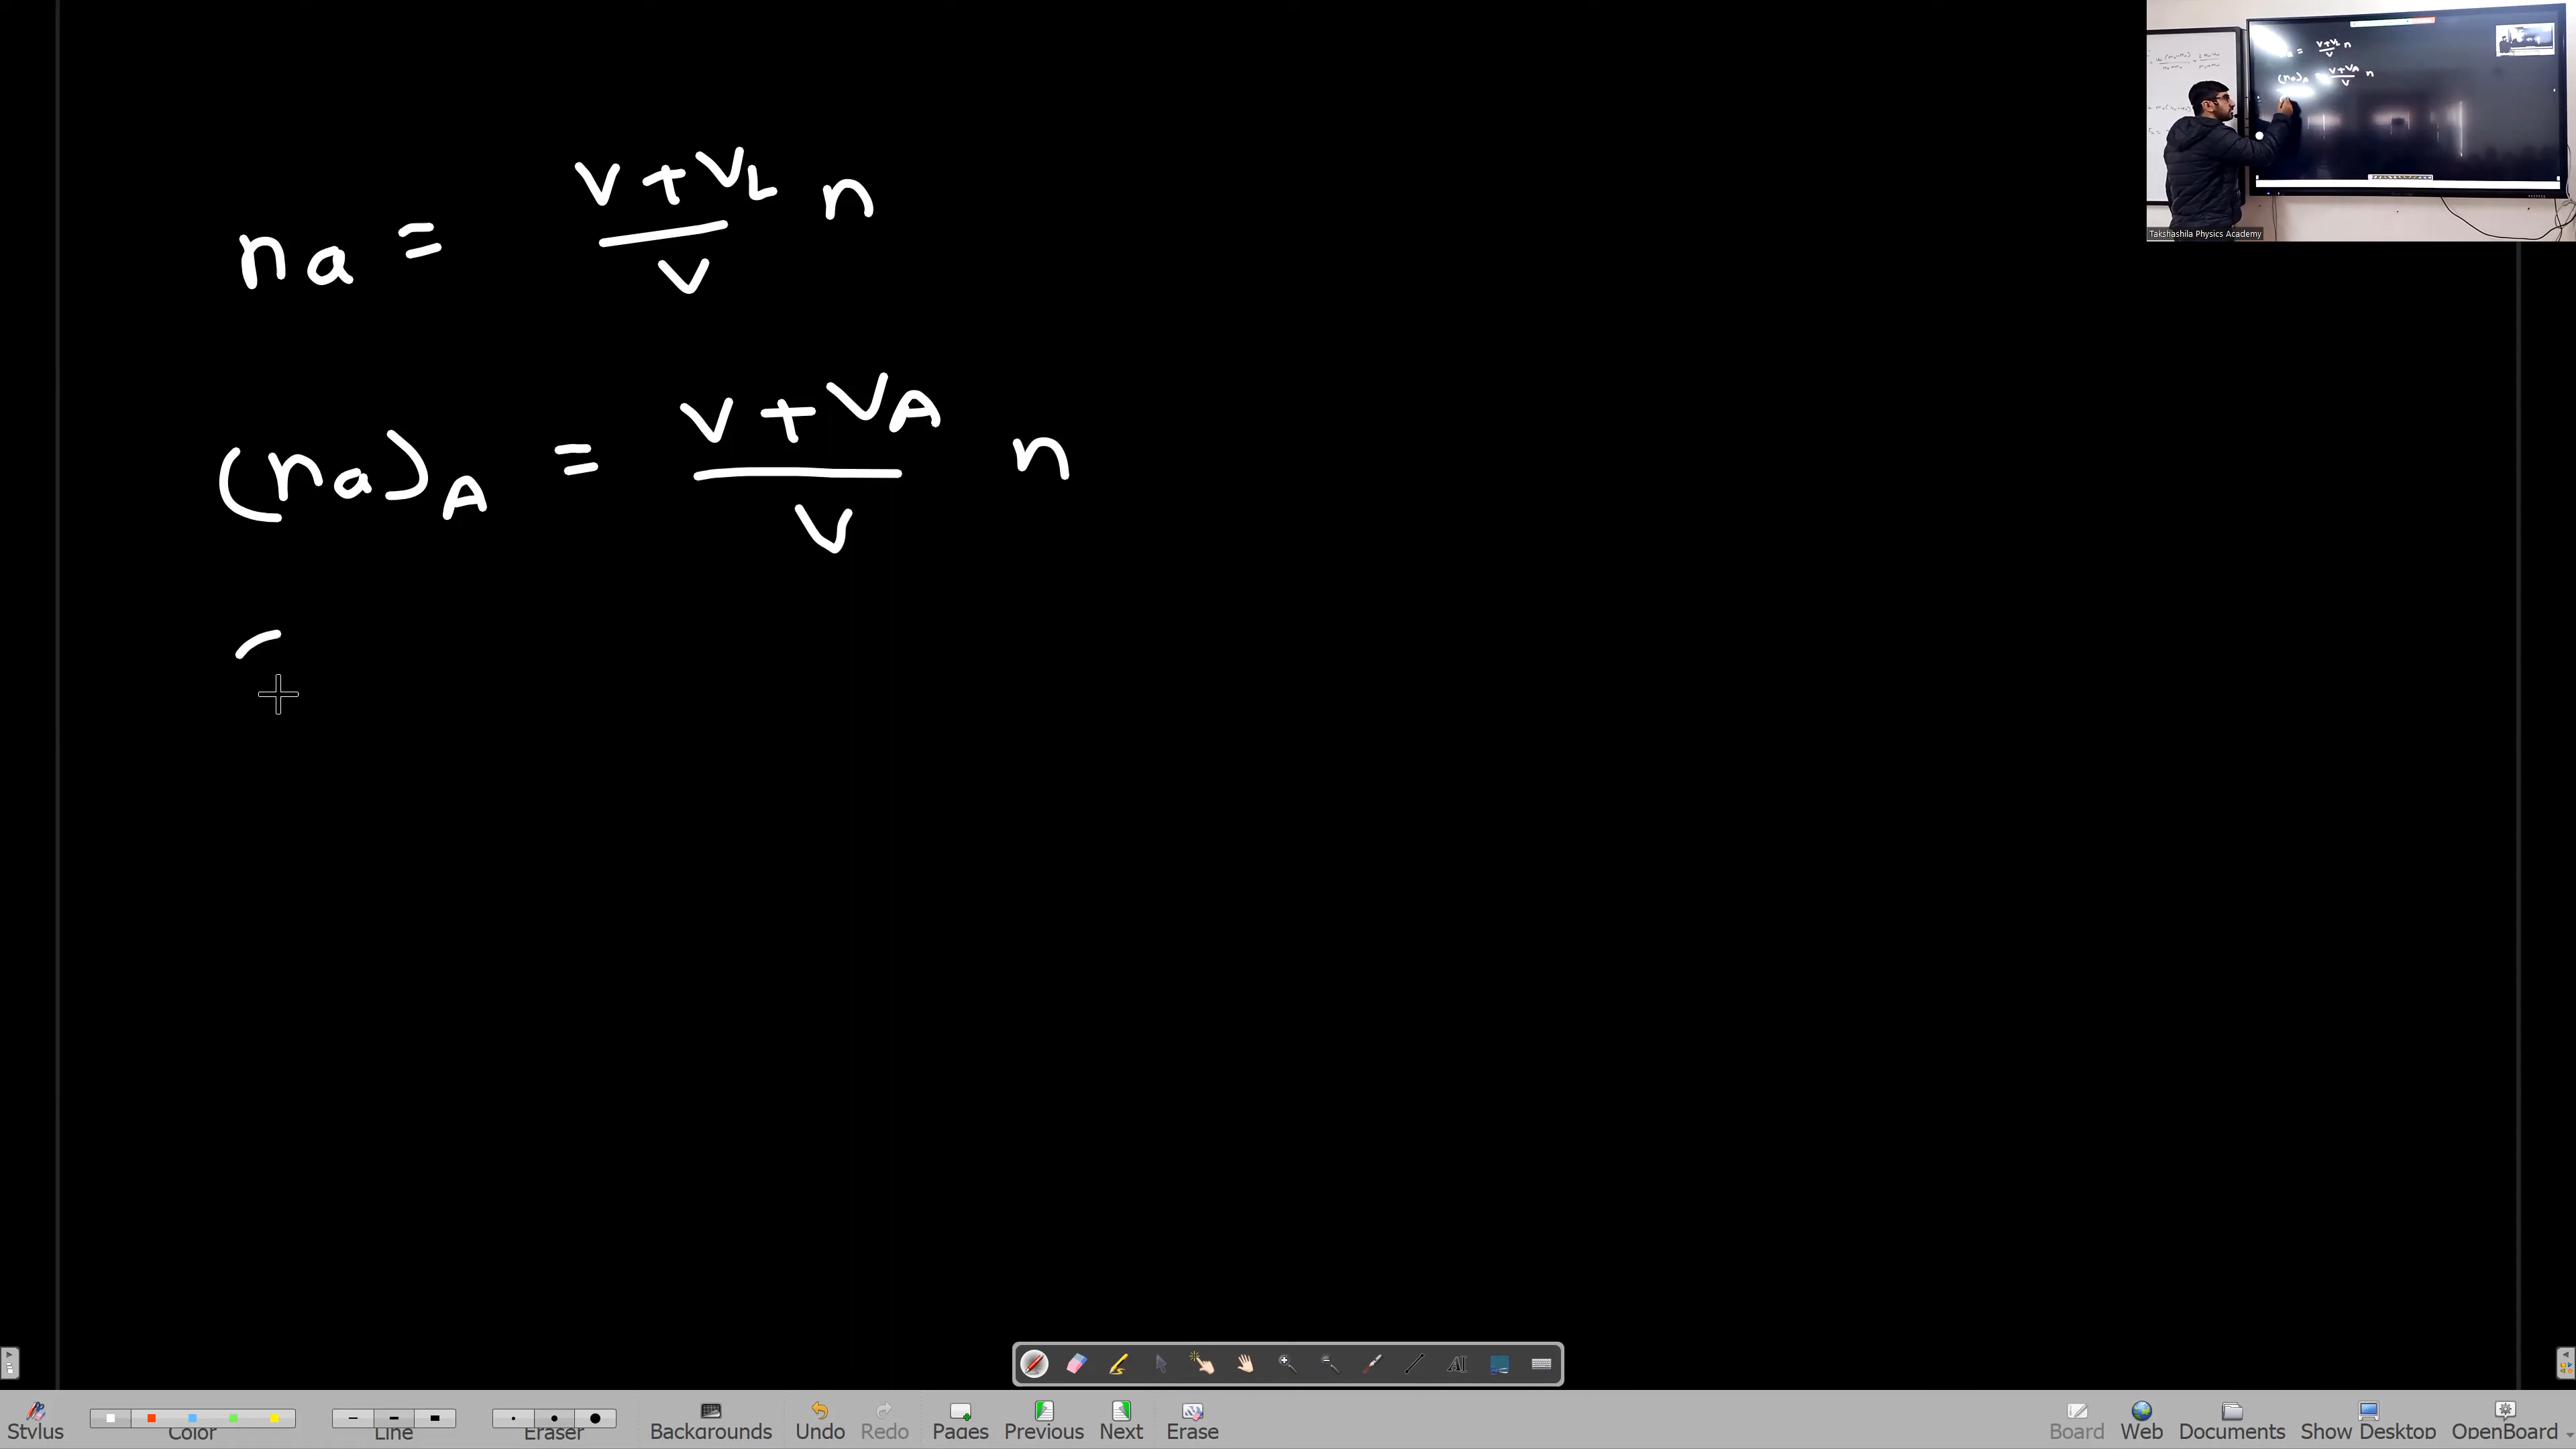 na = V + VL / V n
(na)A = V + VA / V n
Takshashila Physics Academy
Stylus Color Line Eraser Backgrounds Undo Redo Pages Previous Next Erase Board Web Documents Show Desktop OpenBoard